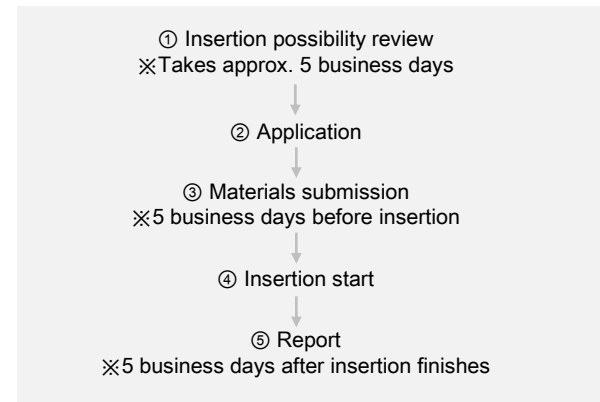 ① Insertion possibility review
※Takes approx. 5 business days
② Application
③ Materials submission
※5 business days before insertion
④ Insertion start
⑤ Report
※5 business days after insertion finishes